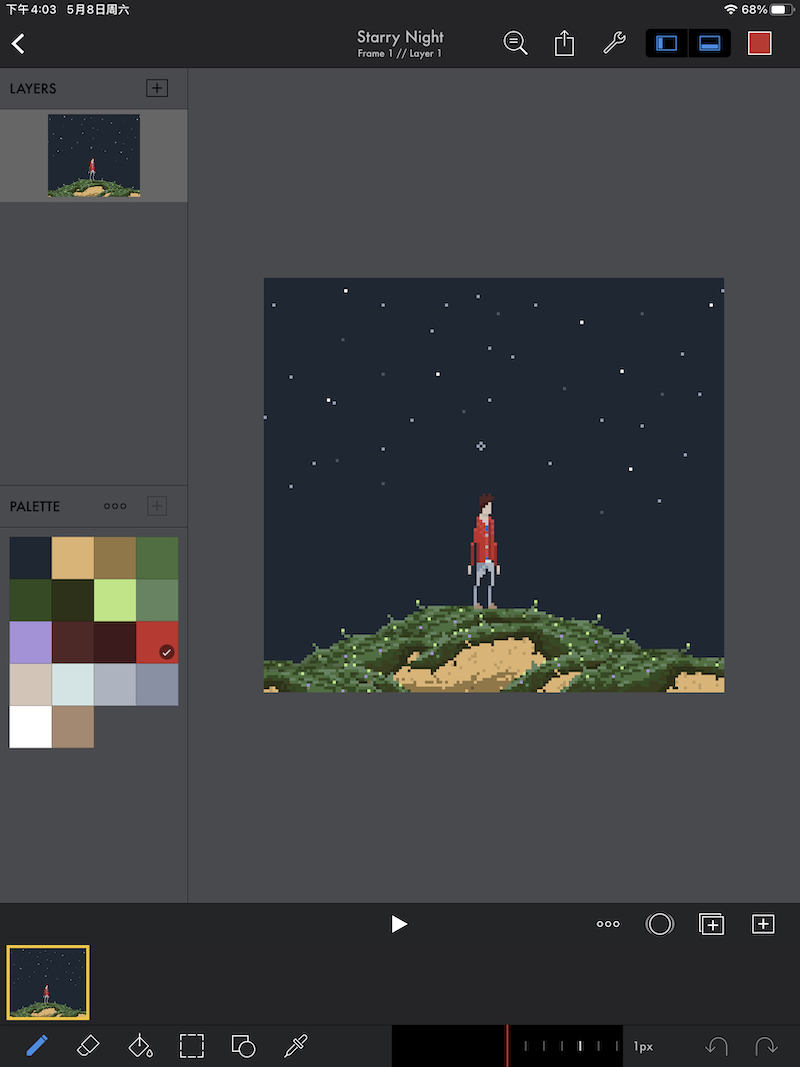 下午4:03 5月8日周六
68%
Starry Night
Frame 1 // Layer 1
LAYERS
PALETTE
1px